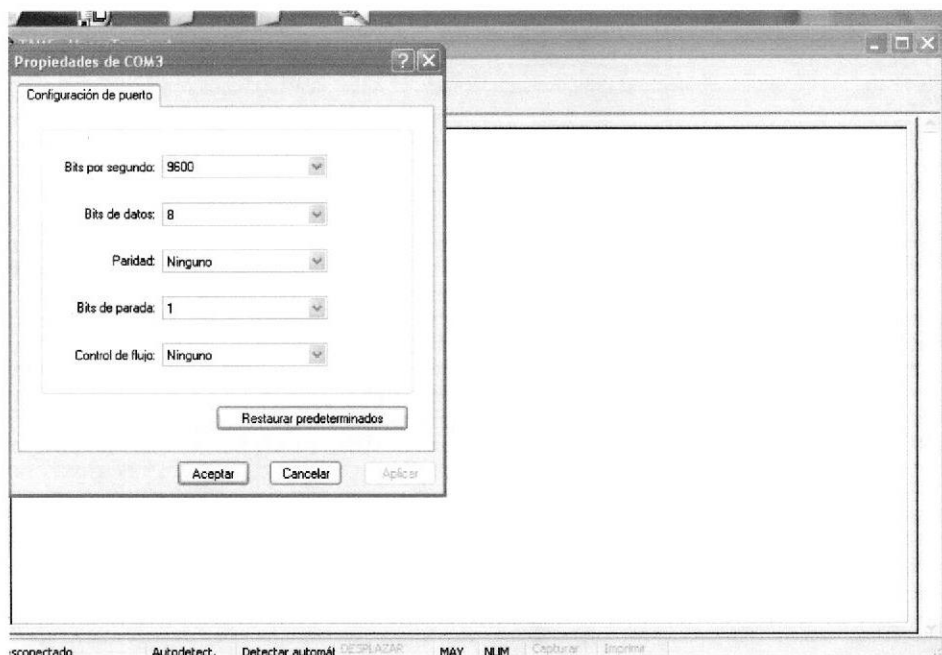 Propiedades de COM3
Configuración de puerto
Bits por segundo: 9600
Bits de datos: 8
Paridad: Ninguno
Bits de parada: 1
Control de flujo: Ninguno
Restaurar predeterminados
Aceptar Cancelar Aplicar
sconectado Autodetect. Detectar automát DESPLAZAR MAY NUM Capturar Imprimir